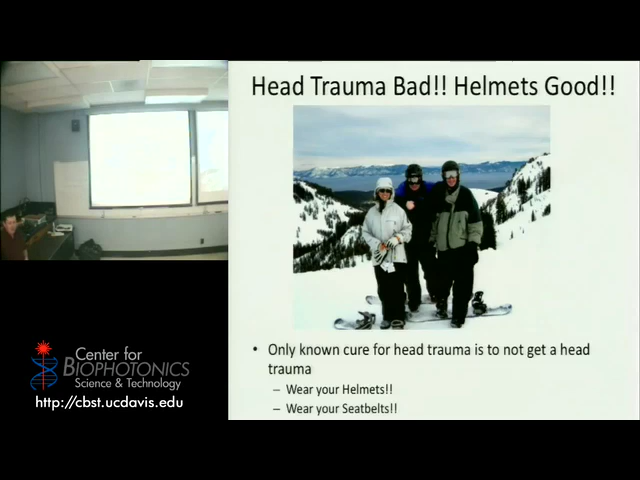 Head Trauma Bad!! Helmets Good!!
• Only known cure for head trauma is to not get a head
trauma
– Wear your Helmets!!
– Wear your Seatbelts!!
Center for
BIOPHOTONICS
Science & Technology
http://cbst.ucdavis.edu